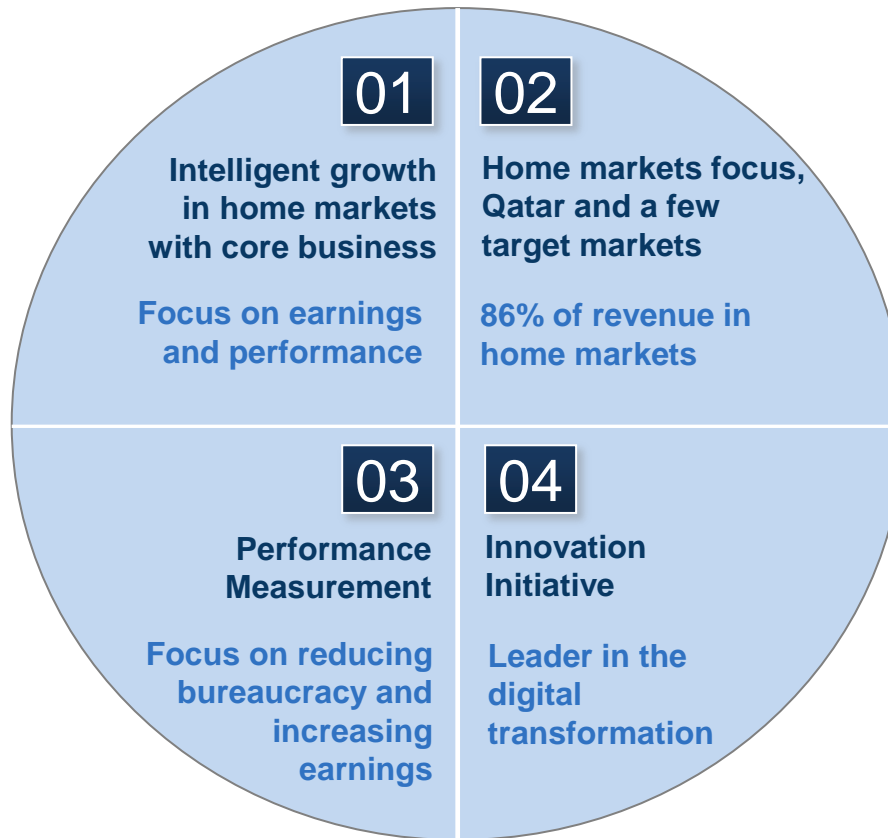 01
Intelligent growth
in home markets
with core business
Focus on earnings
and performance
02
Home markets focus,
Qatar and a few
target markets
86% of revenue in
home markets
03
Performance
Measurement
Focus on reducing
bureaucracy and
increasing
earnings
04
Innovation
Initiative
Leader in the
digital
transformation